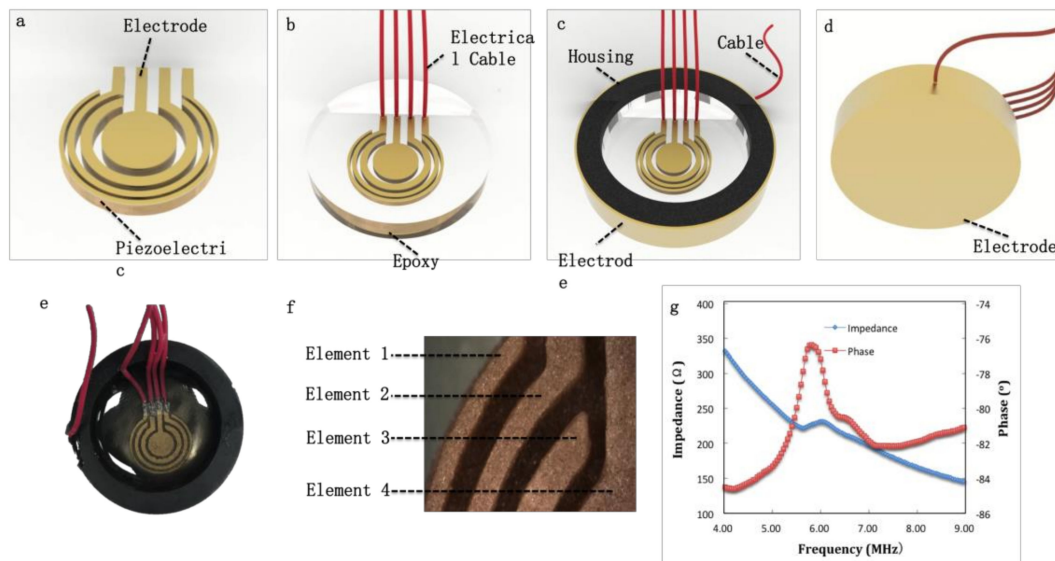 a
Electrode
Piezoelectri
c
b
Electrica
l Cable
Epoxy
c
Housing
Cable
Electrod
e
d
Electrode
e
f
Element 1
Element 2
Element 3
Element 4
g
Impedance
Phase
Impedance (Ω)
400
350
300
250
200
150
100
Phase (°)
-74
-76
-78
-80
-82
-84
-86
4.00 5.00 6.00 7.00 8.00 9.00
Frequency (MHz)